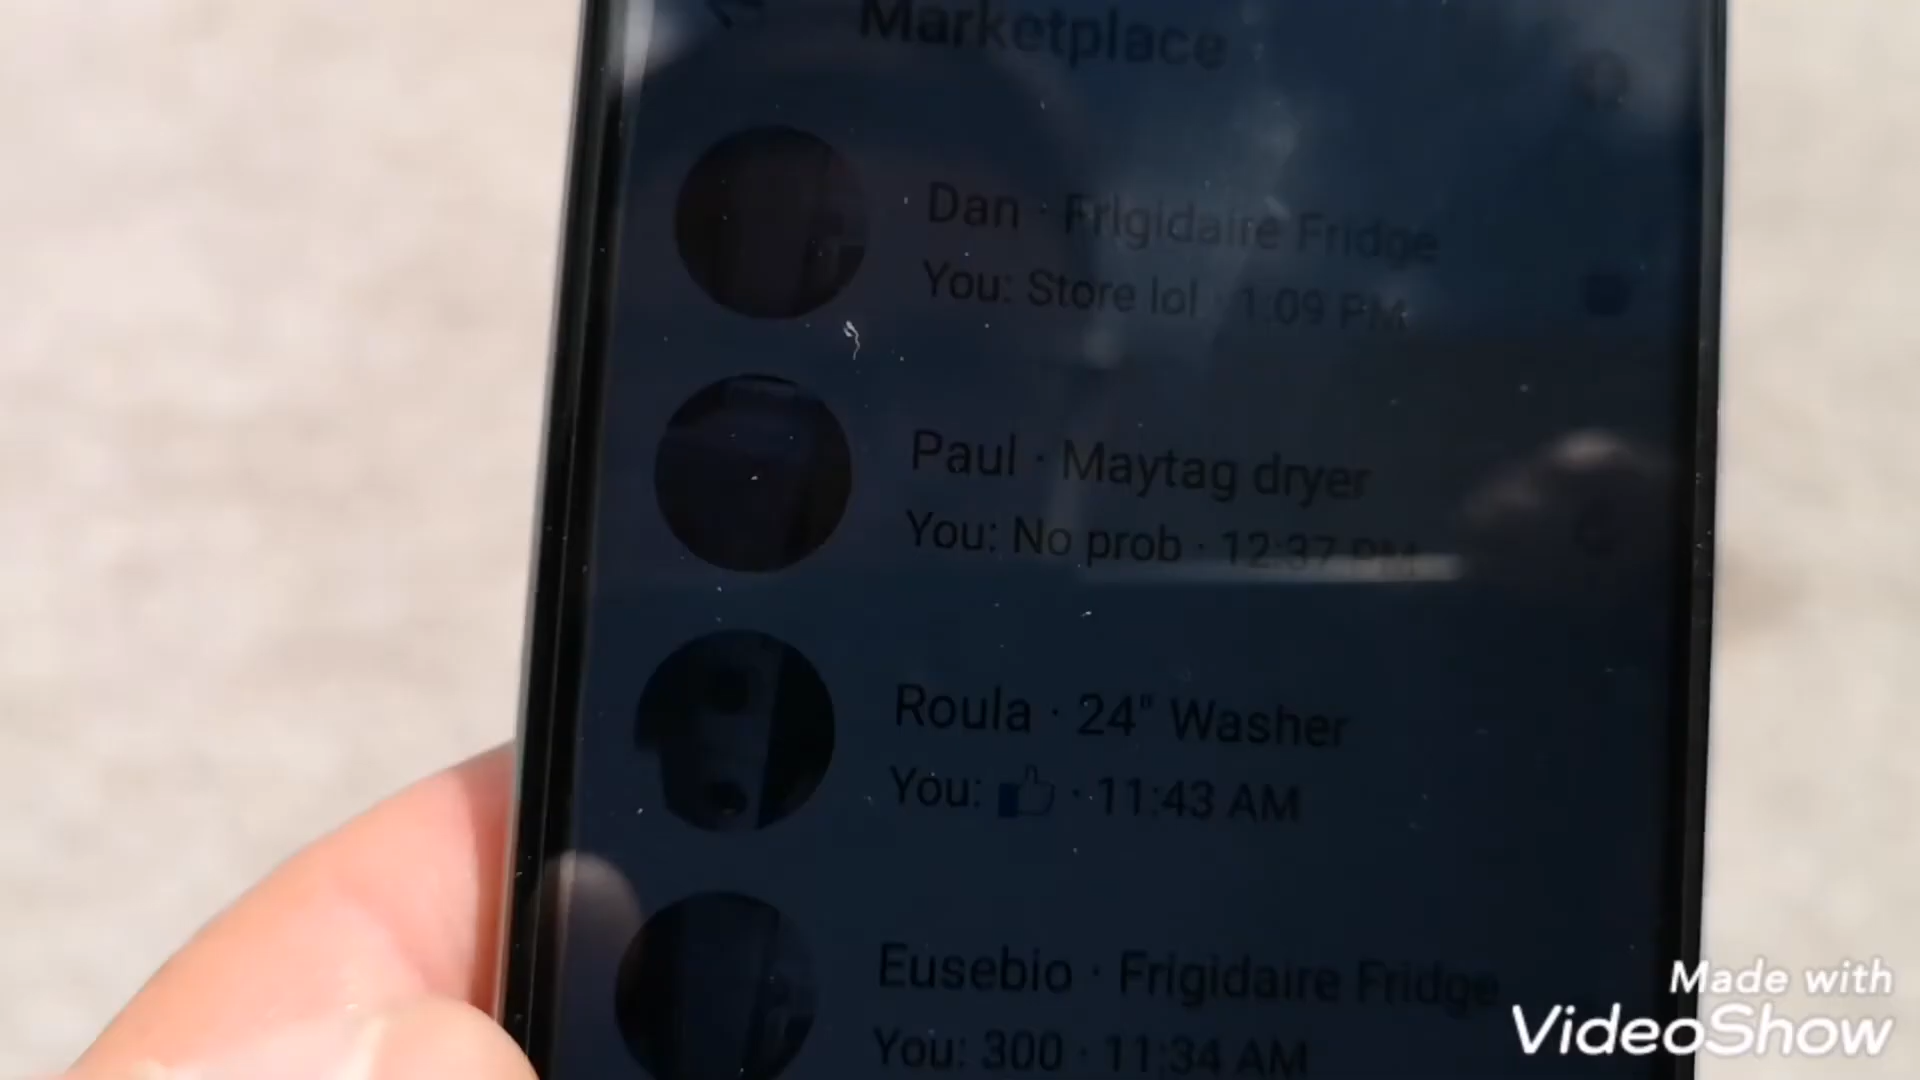 Marketplace
Dan · Frigidaire Fridge
You: Store lol · 1:09 PM
Paul · Maytag dryer
You: No prob · 12:37 PM
Roula · 24" Washer
You: 👍 · 11:43 AM
Eusebio · Frigidaire Fridge
You: 300 · 11:34 AM
Made with
VideoShow